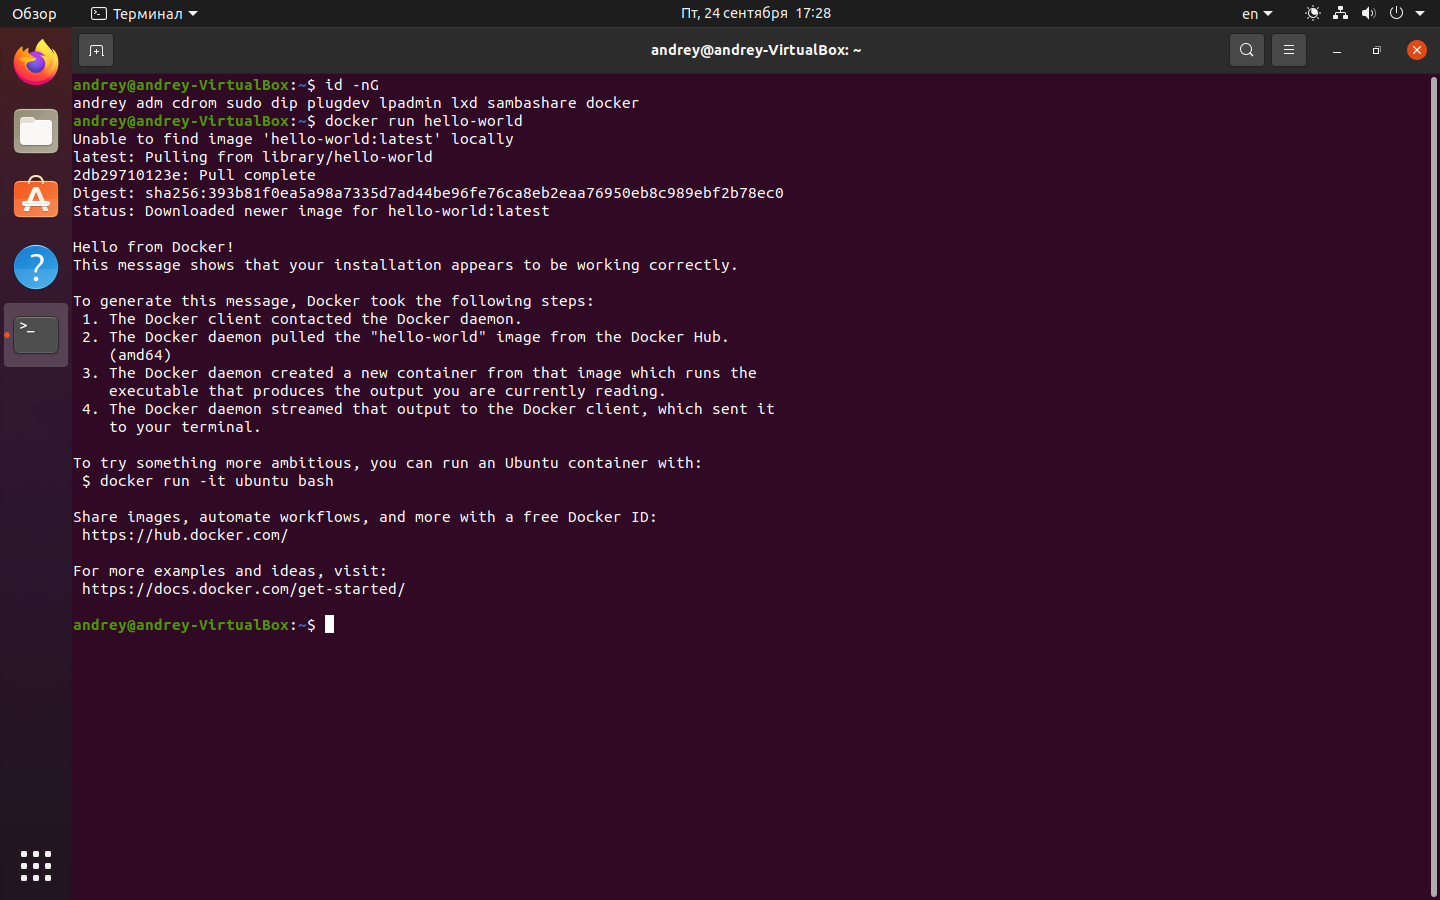 Обзор
Терминал
Пт, 24 сентября 17:28
en
andrey@andrey-VirtualBox: ~
andrey@andrey-VirtualBox:~$ id -nG
andrey adm cdrom sudo dip plugdev lpadmin lxd sambashare docker
andrey@andrey-VirtualBox:~$ docker run hello-world
Unable to find image 'hello-world:latest' locally
latest: Pulling from library/hello-world
2db29710123e: Pull complete
Digest: sha256:393b81f0ea5a98a7335d7ad44be96fe76ca8eb2eaa76950eb8c989ebf2b78ec0
Status: Downloaded newer image for hello-world:latest
Hello from Docker!
This message shows that your installation appears to be working correctly.
To generate this message, Docker took the following steps:
1. The Docker client contacted the Docker daemon.
2. The Docker daemon pulled the "hello-world" image from the Docker Hub.
(amd64)
3. The Docker daemon created a new container from that image which runs the
executable that produces the output you are currently reading.
4. The Docker daemon streamed that output to the Docker client, which sent it
to your terminal.
To try something more ambitious, you can run an Ubuntu container with:
$ docker run -it ubuntu bash
Share images, automate workflows, and more with a free Docker ID:
https://hub.docker.com/
For more examples and ideas, visit:
https://docs.docker.com/get-started/
andrey@andrey-VirtualBox:~$